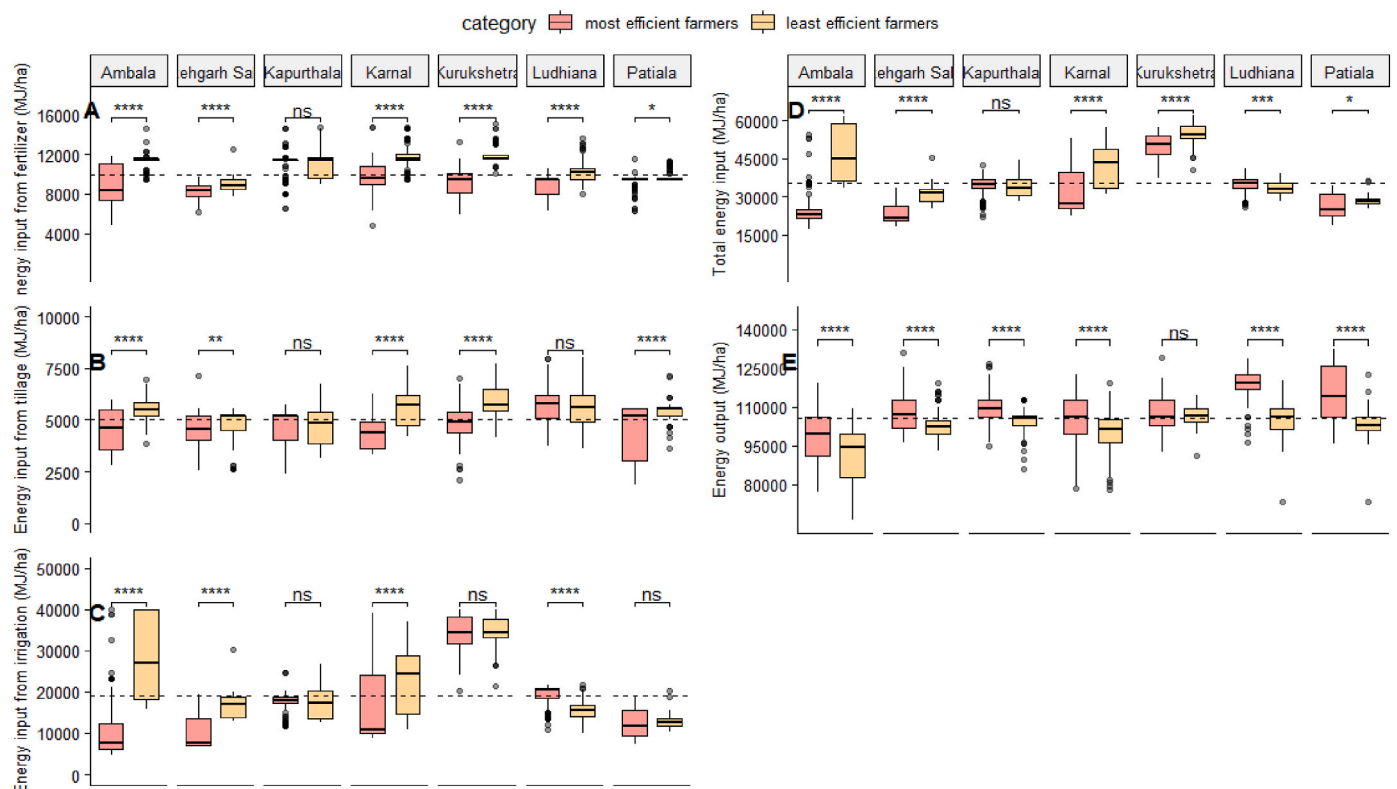 category most efficient farmers least efficient farmers
Ambala ehgarh Sal Kapurthala Karnal Kurukshetra Ludhiana Patiala
A
nergy input from fertilizer (MJ/ha)
16000
12000
8000
4000
**** **** ns **** **** **** *
B
Energy input from tillage (MJ/ha)
10000
7500
5000
2500
0
**** ** ns **** **** ns ****
C
Energy input from irrigation (MJ/ha)
50000
40000
30000
20000
10000
0
**** **** ns **** ns **** ns
Ambala ehgarh Sal Kapurthala Karnal Kurukshetra Ludhiana Patiala
D
Total energy input (MJ/ha)
60000
45000
30000
15000
**** **** ns **** **** *** *
E
Energy output (MJ/ha)
140000
125000
110000
95000
80000
**** **** **** **** ns **** ****